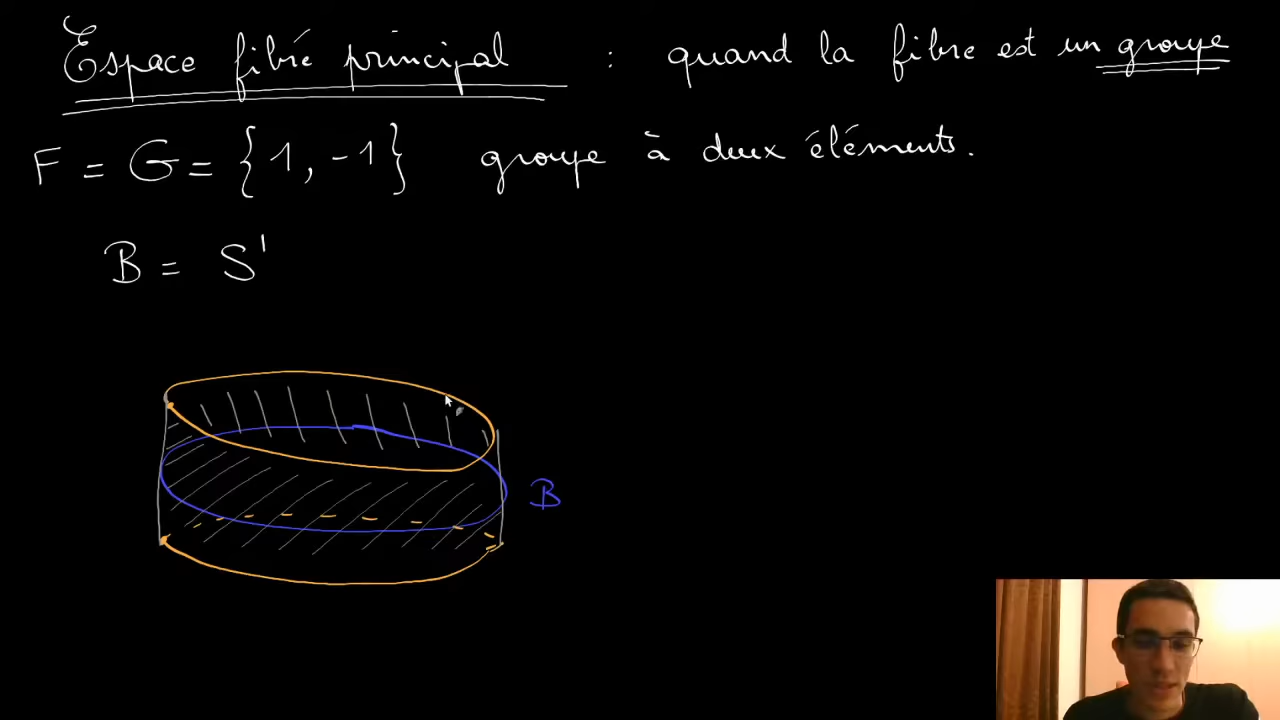 Espace fibré principal : quand la fibre est un groupe
F = G = {1, -1} groupe à deux éléments.
B = S¹
B